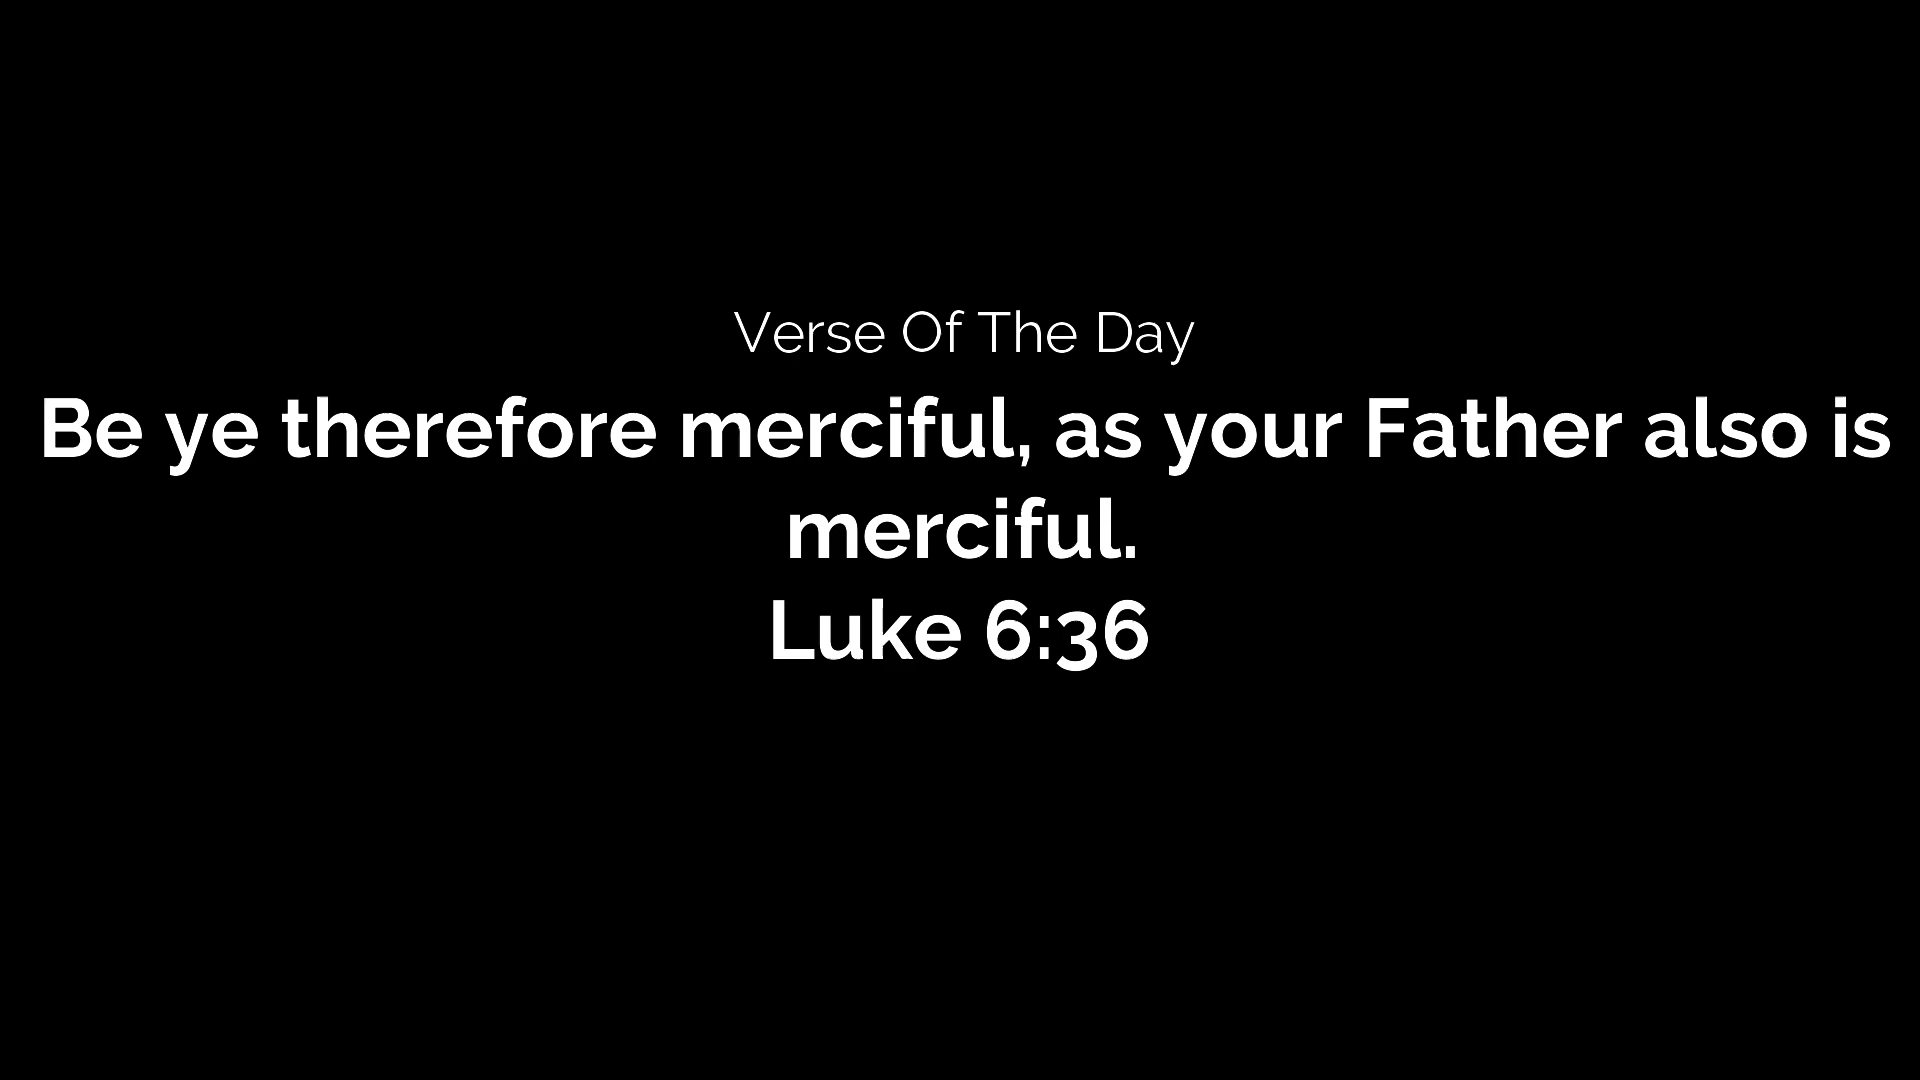 Verse Of The Day
Be ye therefore merciful, as your Father also is
merciful.
Luke 6:36